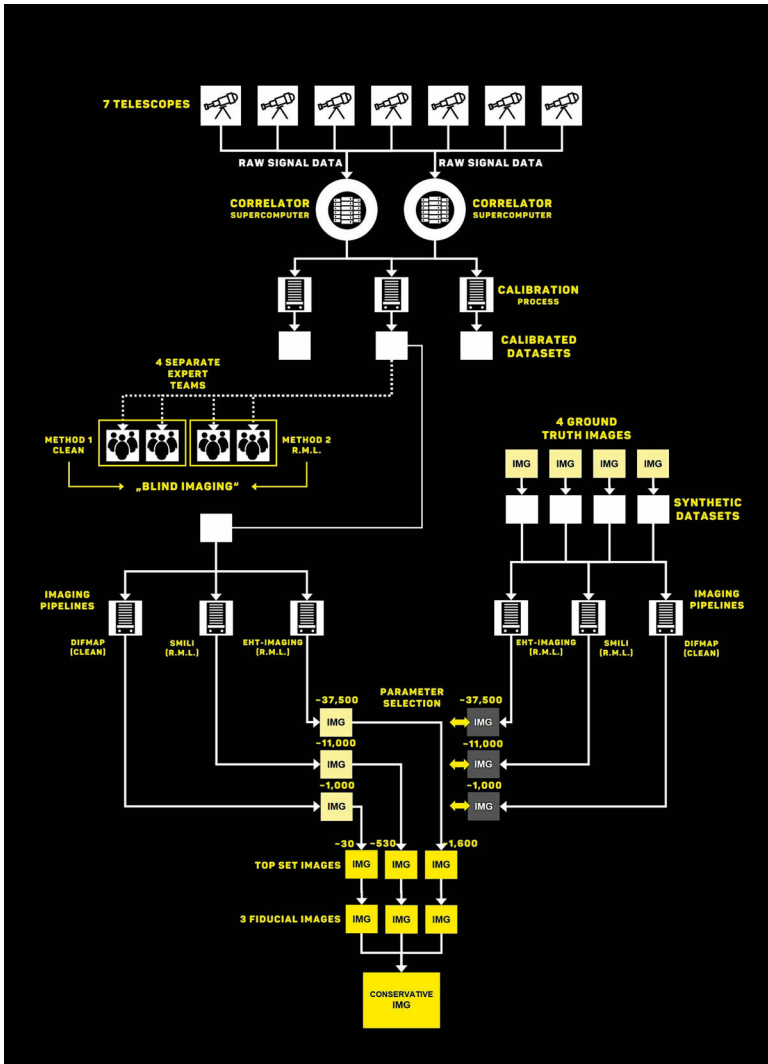 7 TELESCOPES
RAW SIGNAL DATA
RAW SIGNAL DATA
CORRELATOR
SUPERCOMPUTER
CORRELATOR
SUPERCOMPUTER
CALIBRATION
PROCESS
CALIBRATED
DATASETS
4 SEPARATE
EXPERT
TEAMS
METHOD 1
CLEAN
METHOD 2
R.M.L.
„BLIND IMAGING“
4 GROUND
TRUTH IMAGES
IMG
IMG
IMG
IMG
SYNTHETIC
DATASETS
IMAGING
PIPELINES
DIFMAP
(CLEAN)
SMILI
(R.M.L.)
EHT-IMAGING
(R.M.L.)
EHT-IMAGING
(R.M.L.)
SMILI
(R.M.L.)
DIFMAP
(CLEAN)
IMAGING
PIPELINES
PARAMETER
SELECTION
~37,500
IMG
~37,500
IMG
~11,000
IMG
~11,000
IMG
~1,000
IMG
~1,000
IMG
~30
~530
~1,600
TOP SET IMAGES
IMG
IMG
IMG
3 FIDUCIAL IMAGES
IMG
IMG
IMG
CONSERVATIVE
IMG